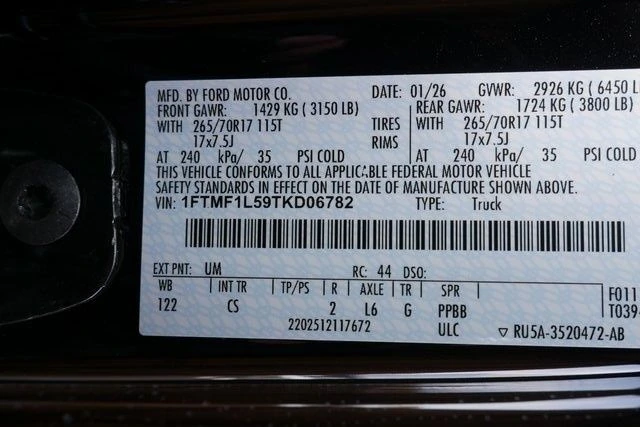 MFD. BY FORD MOTOR CO. DATE: 01/26 GVWR: 2926 KG ( 6450 L
FRONT GAWR: 1429 KG ( 3150 LB) REAR GAWR: 1724 KG ( 3800 LB)
WITH 265/70R17 115T TIRES WITH 265/70R17 115T
17x7.5J RIMS 17x7.5J
AT 240 kPa/ 35 PSI COLD AT 240 kPa/ 35 PSI COLD
THIS VEHICLE CONFORMS TO ALL APPLICABLE FEDERAL MOTOR VEHICLE
SAFETY STANDARDS IN EFFECT ON THE DATE OF MANUFACTURE SHOWN ABOVE.
VIN: 1FTMF1L59TKD06782 TYPE: Truck
EXT PNT: UM RC: 44 DSO:
WB INT TR TP/PS R AXLE TR SPR F011
122 CS 2 L6 G PPBB T039
2202512117672 ULC ▽ RU5A-3520472-AB